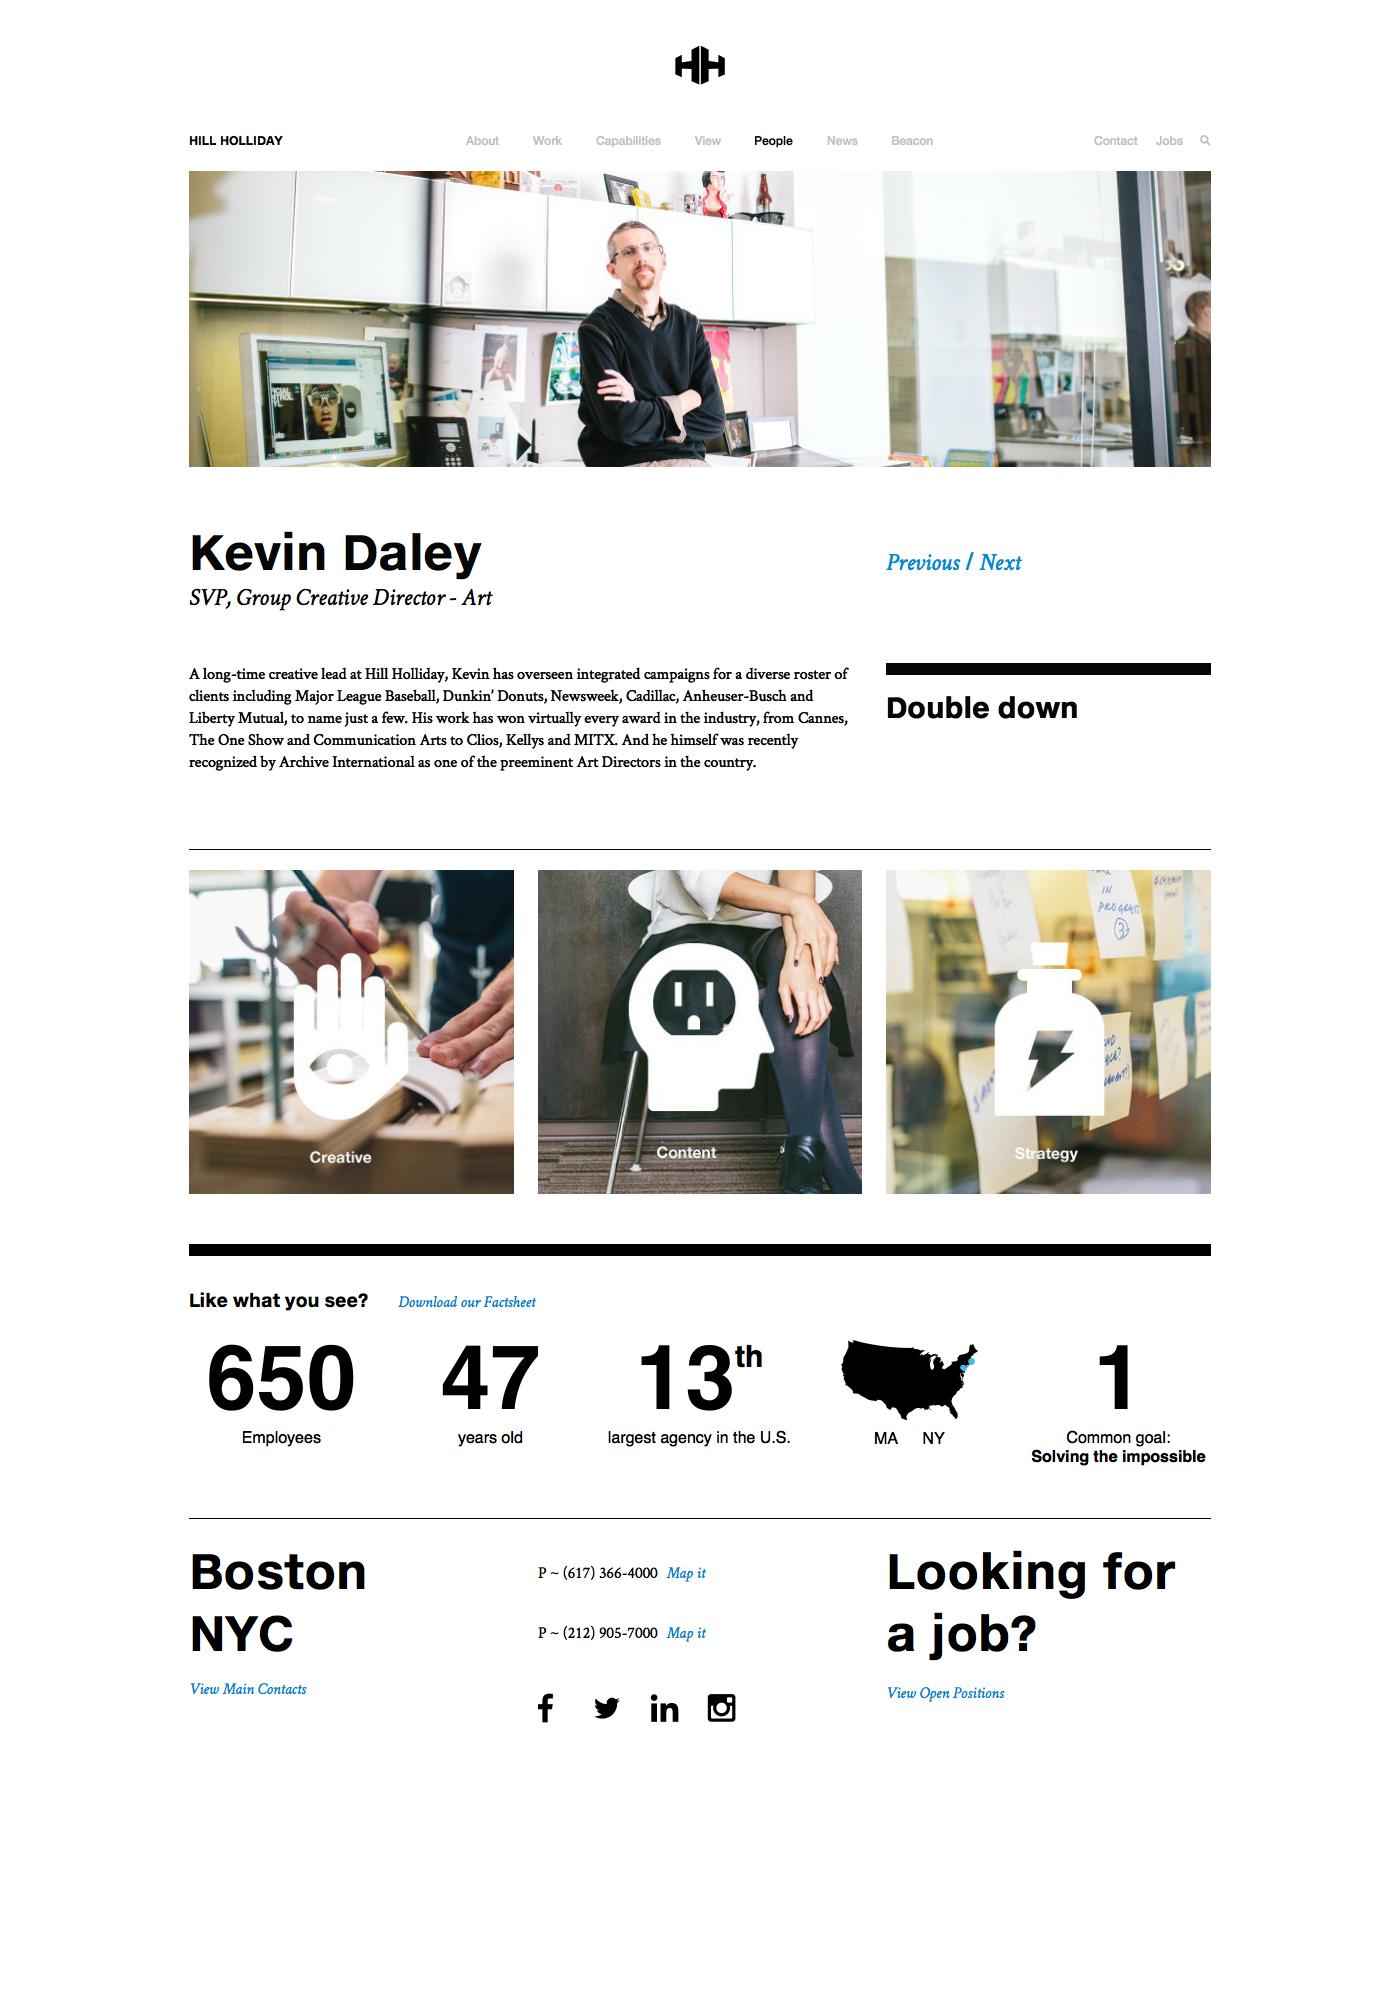 HILL HOLLIDAY
About Work Capabilities View People News Beacon
Contact Jobs
Kevin Daley
SVP, Group Creative Director - Art
Previous / Next
A long-time creative lead at Hill Holliday, Kevin has overseen integrated campaigns for a diverse roster of
clients including Major League Baseball, Dunkin’ Donuts, Newsweek, Cadillac, Anheuser-Busch and
Liberty Mutual, to name just a few. His work has won virtually every award in the industry, from Cannes,
The One Show and Communication Arts to Clios, Kellys and MITX. And he himself was recently
recognized by Archive International as one of the preeminent Art Directors in the country.
Double down
IN
PROGRESS
3
Creative
Content
Strategy
Like what you see? Download our Factsheet
650
Employees
47
years old
13th
largest agency in the U.S.
MA NY
1
Common goal:
Solving the impossible
Boston
NYC
View Main Contacts
P ~ (617) 366-4000 Map it
P ~ (212) 905-7000 Map it
Looking for
a job?
View Open Positions